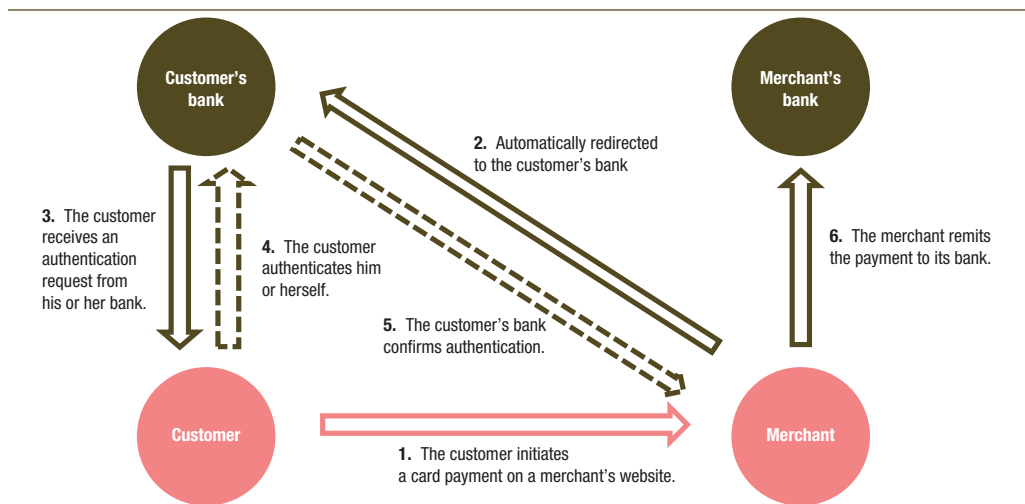 Customer’s
bank
Merchant’s
bank
2. Automatically redirected
to the customer’s bank
3. The customer
receives an
authentication
request from
his or her bank.
4. The customer
authenticates him
or herself.
6. The merchant remits
the payment to its bank.
5. The customer’s bank
confirms authentication.
Customer
Merchant
1. The customer initiates
a card payment on a merchant’s website.